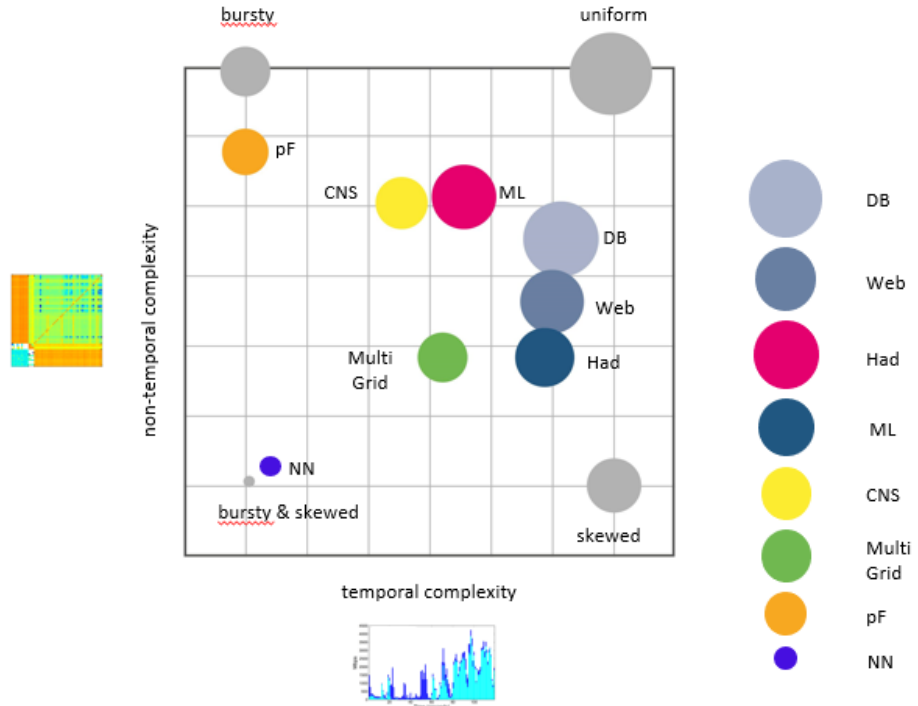 bursty
uniform
pF
CNS
ML
DB
Web
Multi
Grid
Had
NN
bursty & skewed
skewed
non-temporal complexity
temporal complexity
DB
Web
Had
ML
CNS
Multi
Grid
pF
NN